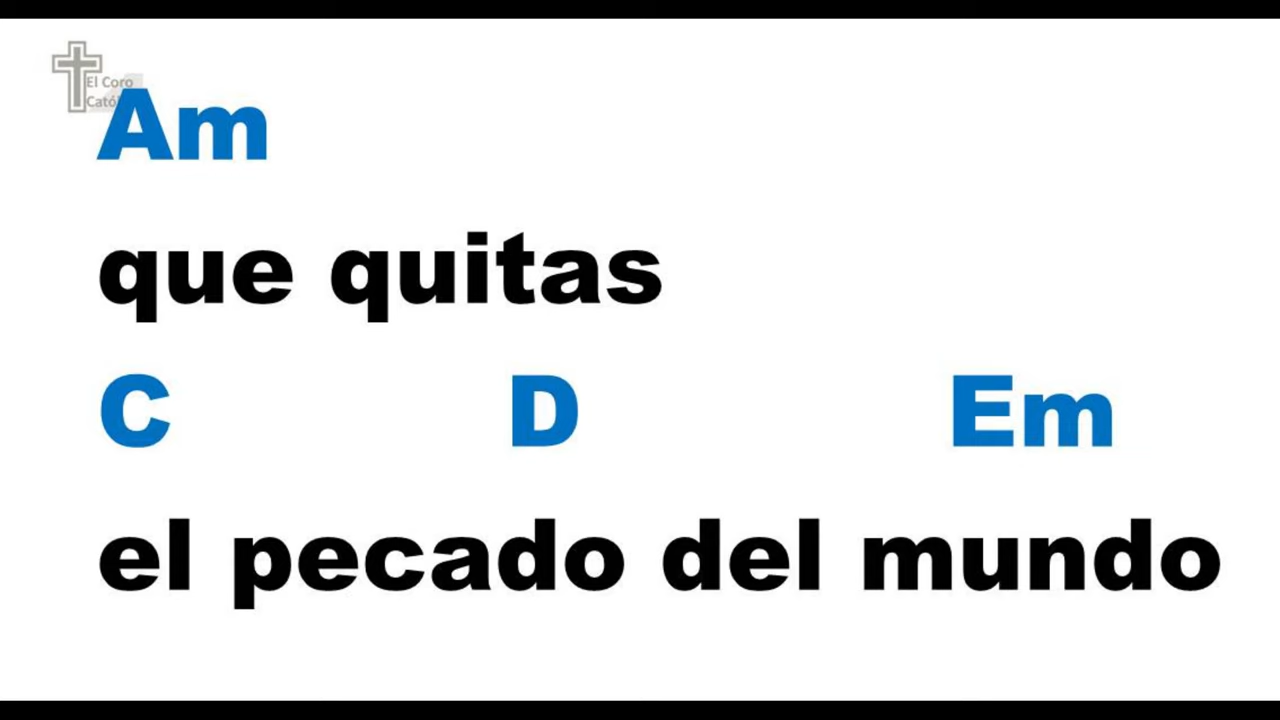 El Coro
Am
que quitas
C D Em
el pecado del mundo